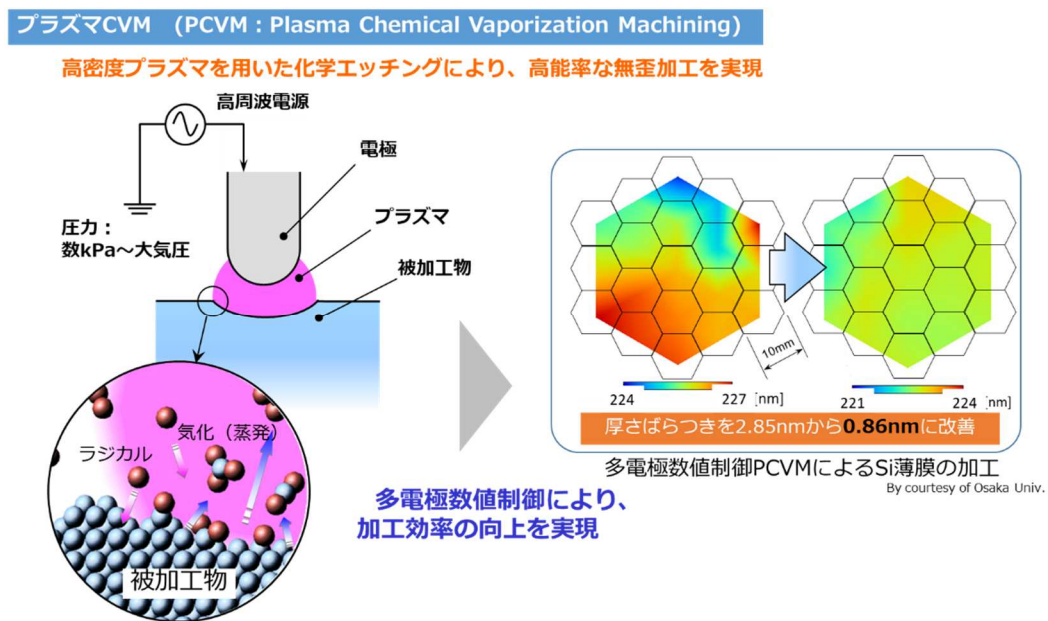 プラズマCVM (PCVM：Plasma Chemical Vaporization Machining)
高密度プラズマを用いた化学エッチングにより、高能率な無歪加工を実現
高周波電源
電極
圧力：
数kPa～大気圧
プラズマ
被加工物
ラジカル
気化（蒸発）
被加工物
多電極数値制御により、
加工効率の向上を実現
10mm
224 227 [nm]
221 224 [nm]
厚さばらつきを2.85nmから0.86nmに改善
多電極数値制御PCVMによるSi薄膜の加工
By courtesy of Osaka Univ.